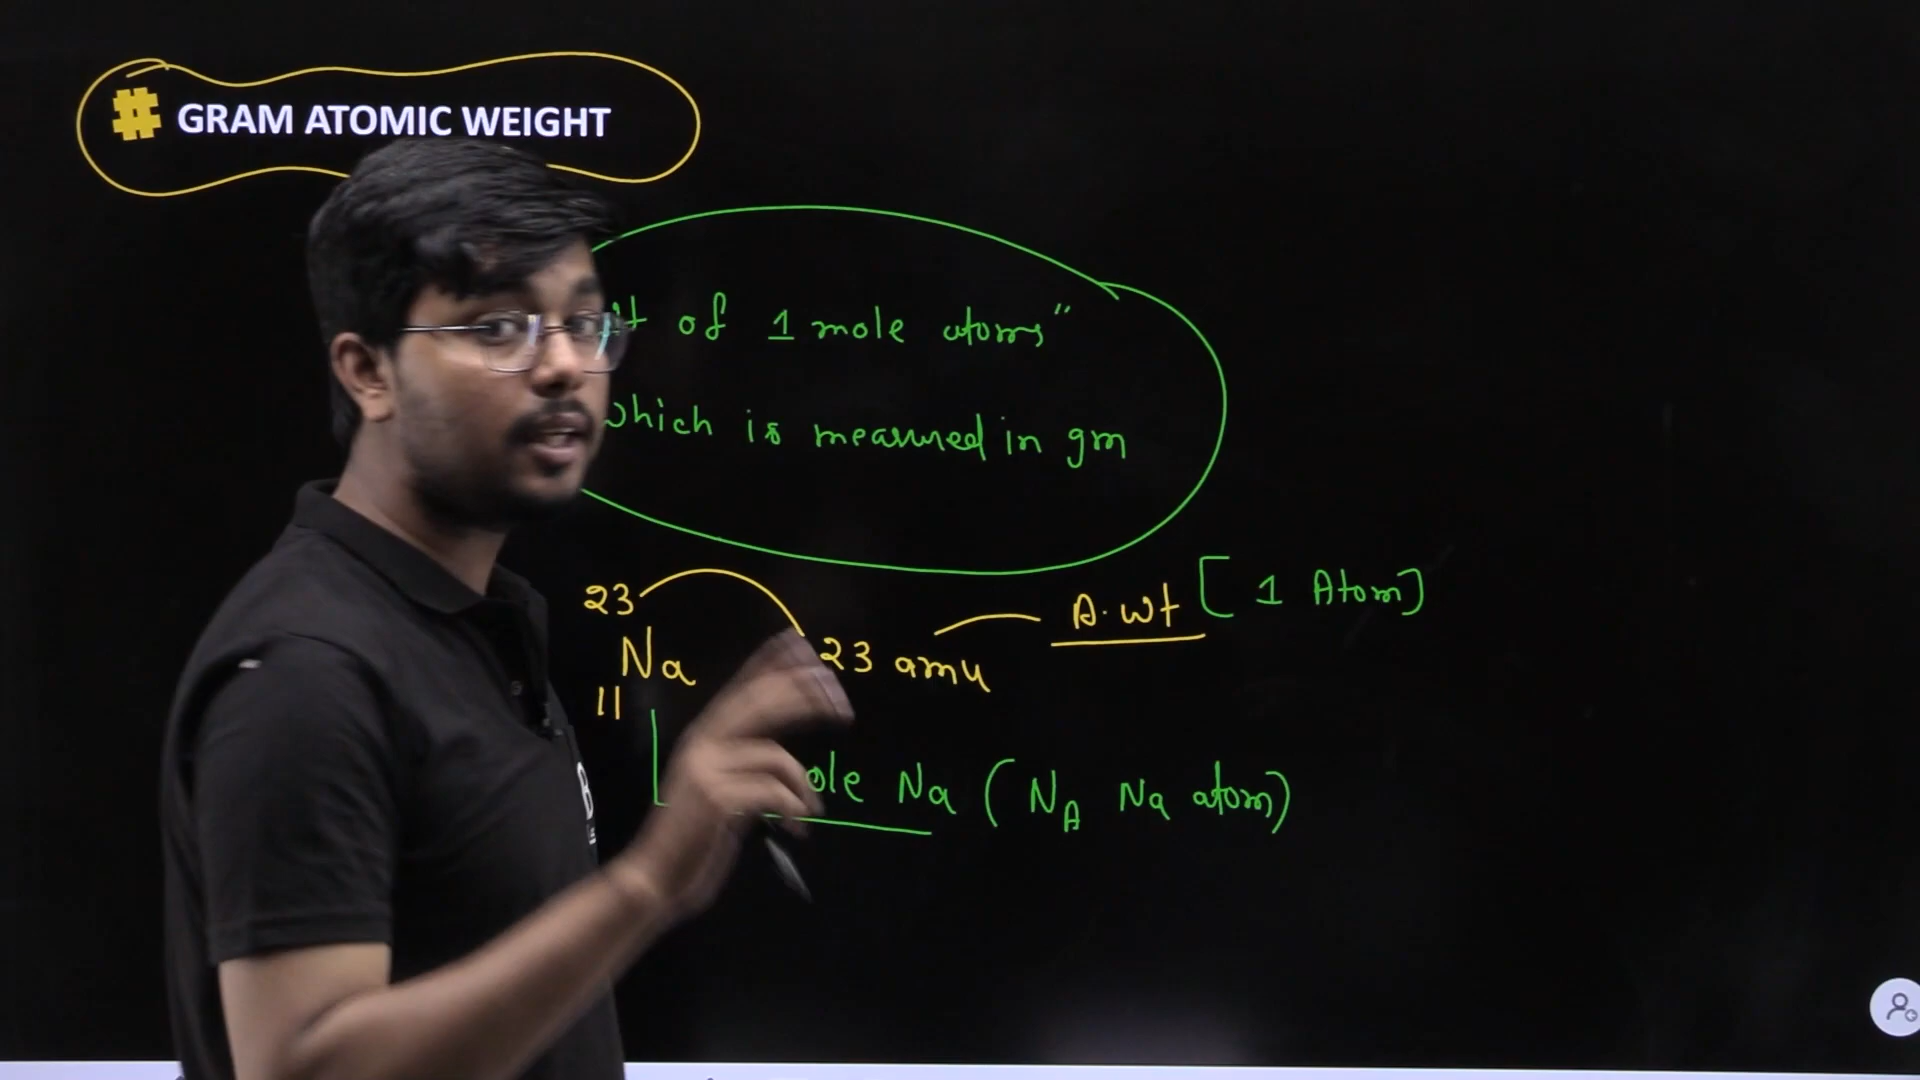 # GRAM ATOMIC WEIGHT
of 1 mole atoms"
which is measured in gm
23
Na
11
23 amu
A.wt [1 Atom]
Na (NA Na atom)